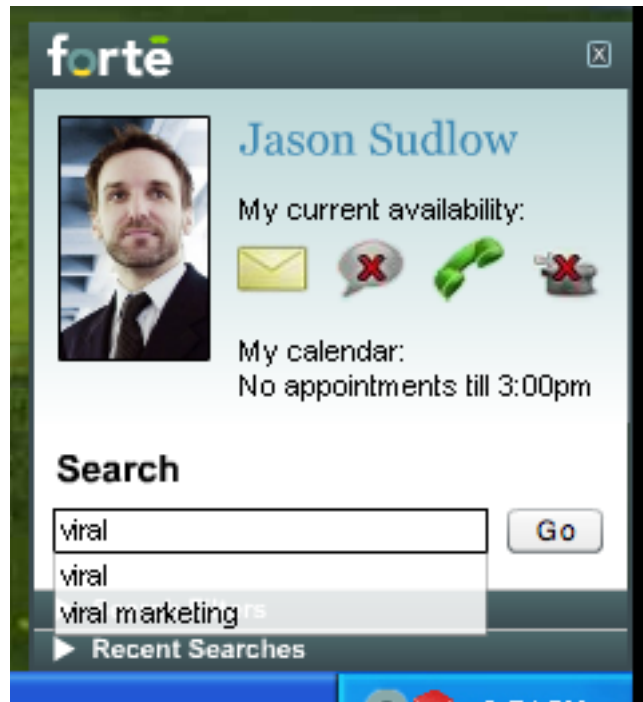 fortē
Jason Sudlow
My current availability:
My calendar:
No appointments till 3:00pm
Search
viral
Go
viral
viral marketing
Recent Searches